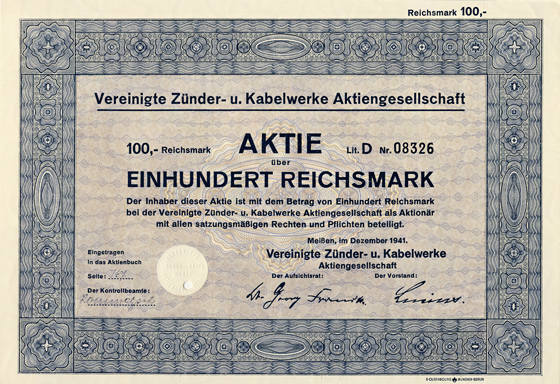 Reichsmark 100,-
Vereinigte Zünder- u. Kabelwerke Aktiengesellschaft
100,- Reichsmark AKTIE Lit. D Nr. 08326
über
EINHUNDERT REICHSMARK
Der Inhaber dieser Aktie ist mit dem Betrag von Einhundert Reichsmark
bei der Vereinigte Zünder- u. Kabelwerke Aktiengesellschaft als Aktionär
mit allen satzungsmäßigen Rechten und Pflichten beteiligt.
Meißen, im Dezember 1941.
Eingetragen
in das Aktienbuch
Vereinigte Zünder- u. Kabelwerke
Aktiengesellschaft
Seite:
Der Aufsichtsrat: Der Vorstand:
Der Kontrollbeamte:
Dr. Georg